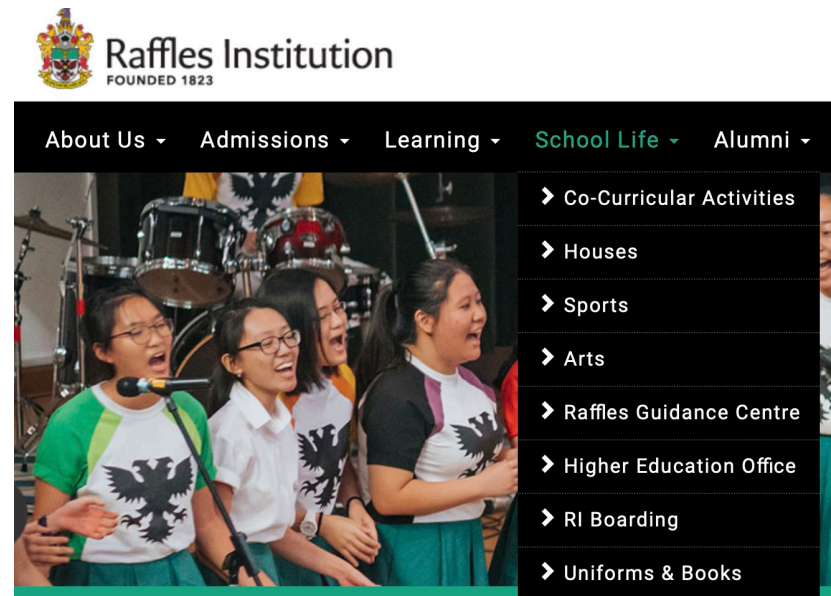 Raffles Institution
FOUNDED 1823
About Us Admissions Learning School Life Alumni
Co-Curricular Activities
Houses
Sports
Arts
Raffles Guidance Centre
Higher Education Office
RI Boarding
Uniforms & Books